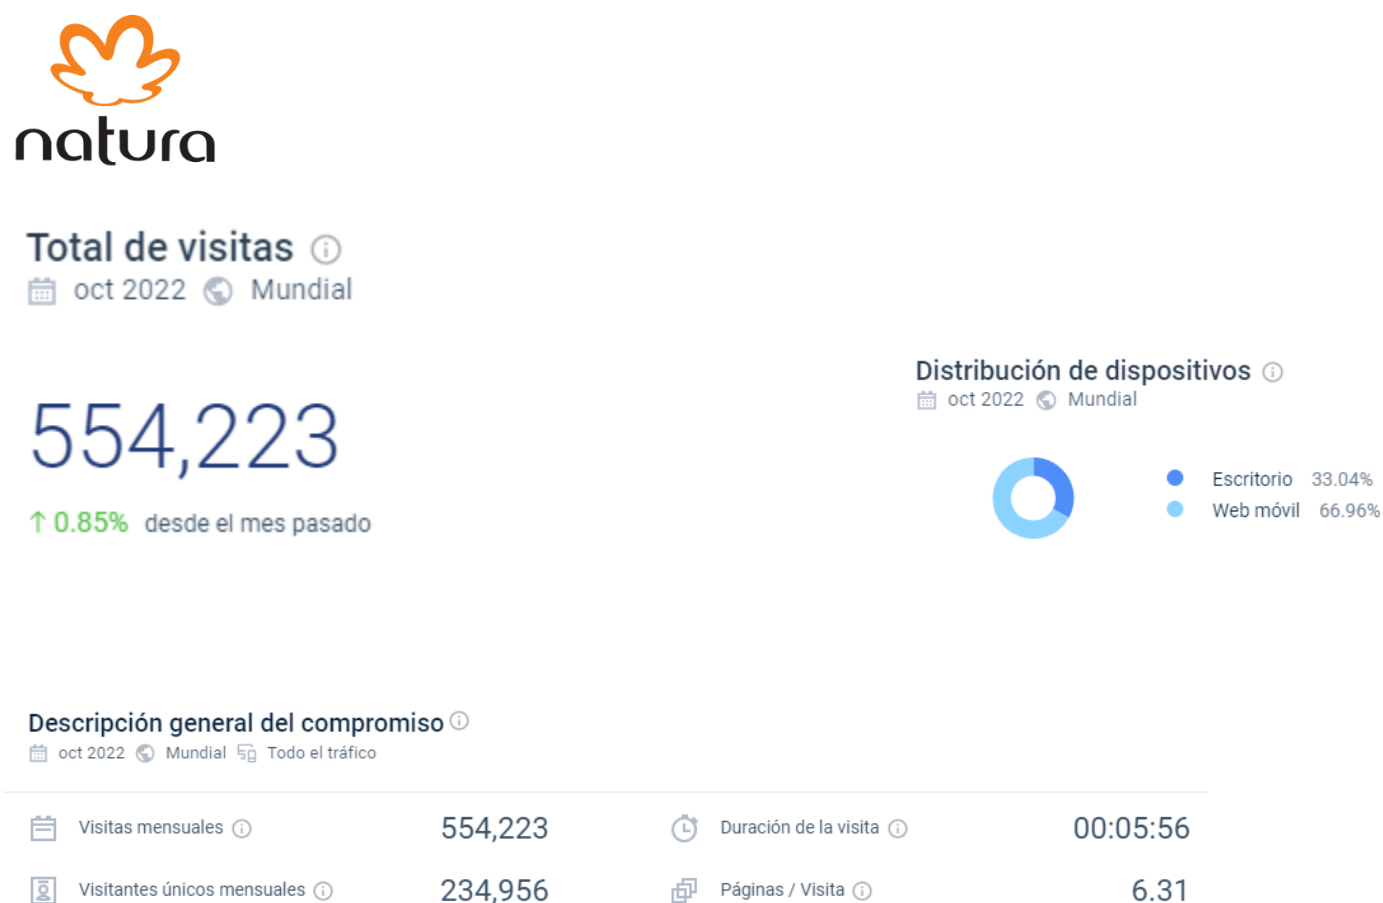 natura
Total de visitas
oct 2022 Mundial
554,223
0.85% desde el mes pasado
Distribución de dispositivos
oct 2022 Mundial
Escritorio 33.04%
Web móvil 66.96%
Descripción general del compromiso
oct 2022 Mundial Todo el tráfico
Visitas mensuales 554,223 Duración de la visita 00:05:56
Visitantes únicos mensuales 234,956 Páginas / Visita 6.31